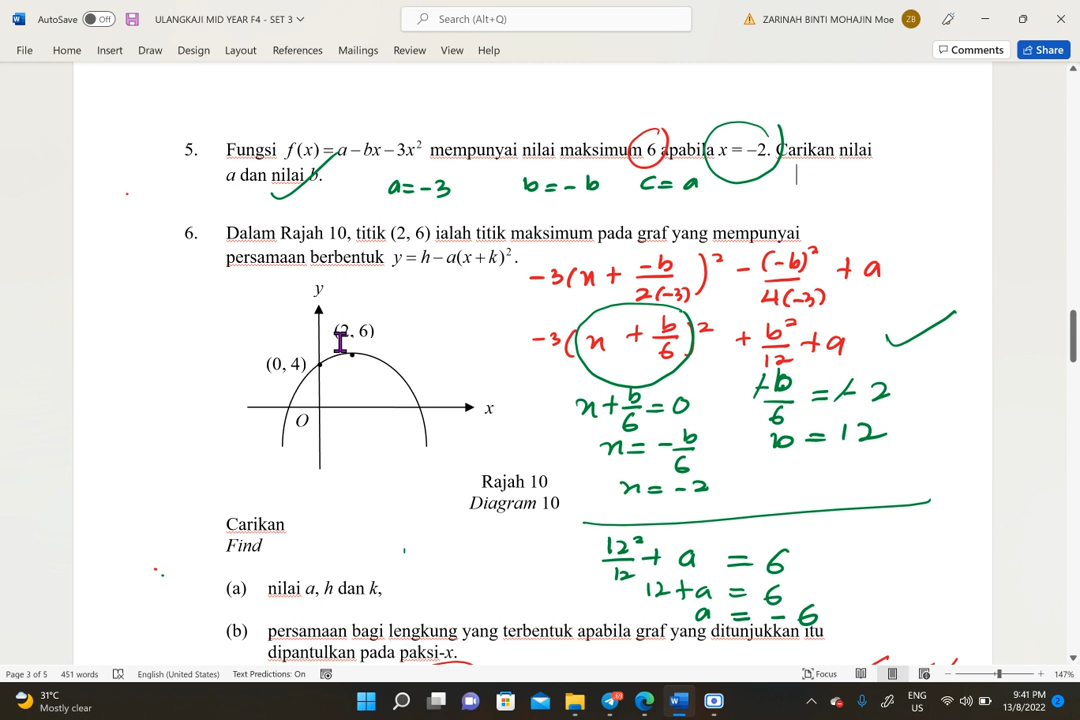 AutoSave Off ULANGKAJI MID YEAR F4 - SET 3 Search (Alt+Q) ZARINAH BINTI MOHAJIN Moe ZB
File Home Insert Draw Design Layout References Mailings Review View Help Comments Share
5. Fungsi f(x) = a − bx − 3x² mempunyai nilai maksimum 6 apabila x = −2. Carikan nilai
a dan nilai b.
a = -3 b = -b c = a
6. Dalam Rajah 10, titik (2, 6) ialah titik maksimum pada graf yang mempunyai
persamaan berbentuk y = h − a(x + k)².
-3(x + -b/2(-3))² - (-b)²/4(-3) + a
-3(x + b/6)² + b²/12 + a
y
(2, 6)
(0, 4)
x
O
x + b/6 = 0
x = -b/6
x = -2
-b/6 = -2
b = 12
Rajah 10
Diagram 10
12²/12 + a = 6
12 + a = 6
a = -6
Carikan
Find
(a) nilai a, h dan k,
(b) persamaan bagi lengkung yang terbentuk apabila graf yang ditunjukkan itu
dipantulkan pada paksi-x.
Page 3 of 5 451 words English (United States) Text Predictions: On Focus 147%
31°C
Mostly clear
ENG
US
9:41 PM
13/8/2022
2